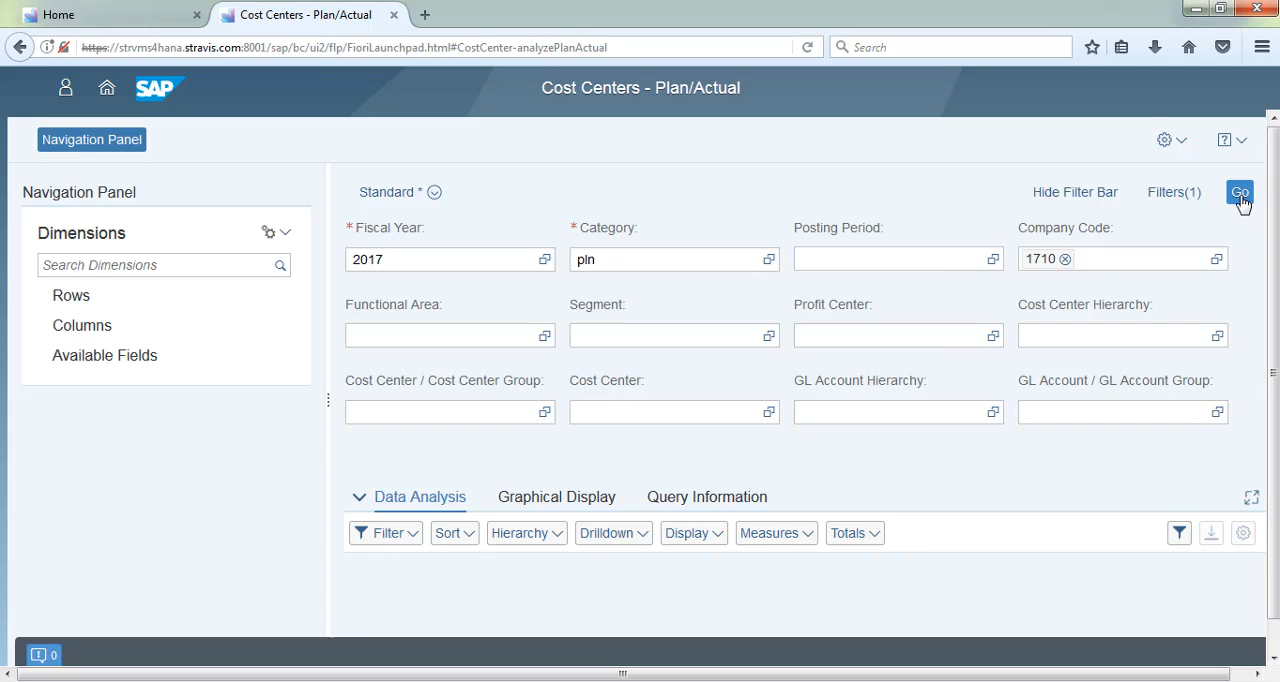 Home
Cost Centers - Plan/Actual
https://strvms4hana.stravis.com:8001/sap/bc/ui2/flp/FioriLaunchpad.html#CostCenter-analyzePlanActual
Search
SAP
Cost Centers - Plan/Actual
Navigation Panel
Navigation Panel
Standard *
Hide Filter Bar
Filters(1)
Go
Dimensions
Search Dimensions
Rows
Columns
Available Fields
* Fiscal Year:
* Category:
Posting Period:
Company Code:
2017
pln
1710
Functional Area:
Segment:
Profit Center:
Cost Center Hierarchy:
Cost Center / Cost Center Group:
Cost Center:
GL Account Hierarchy:
GL Account / GL Account Group:
Data Analysis
Graphical Display
Query Information
Filter
Sort
Hierarchy
Drilldown
Display
Measures
Totals
0